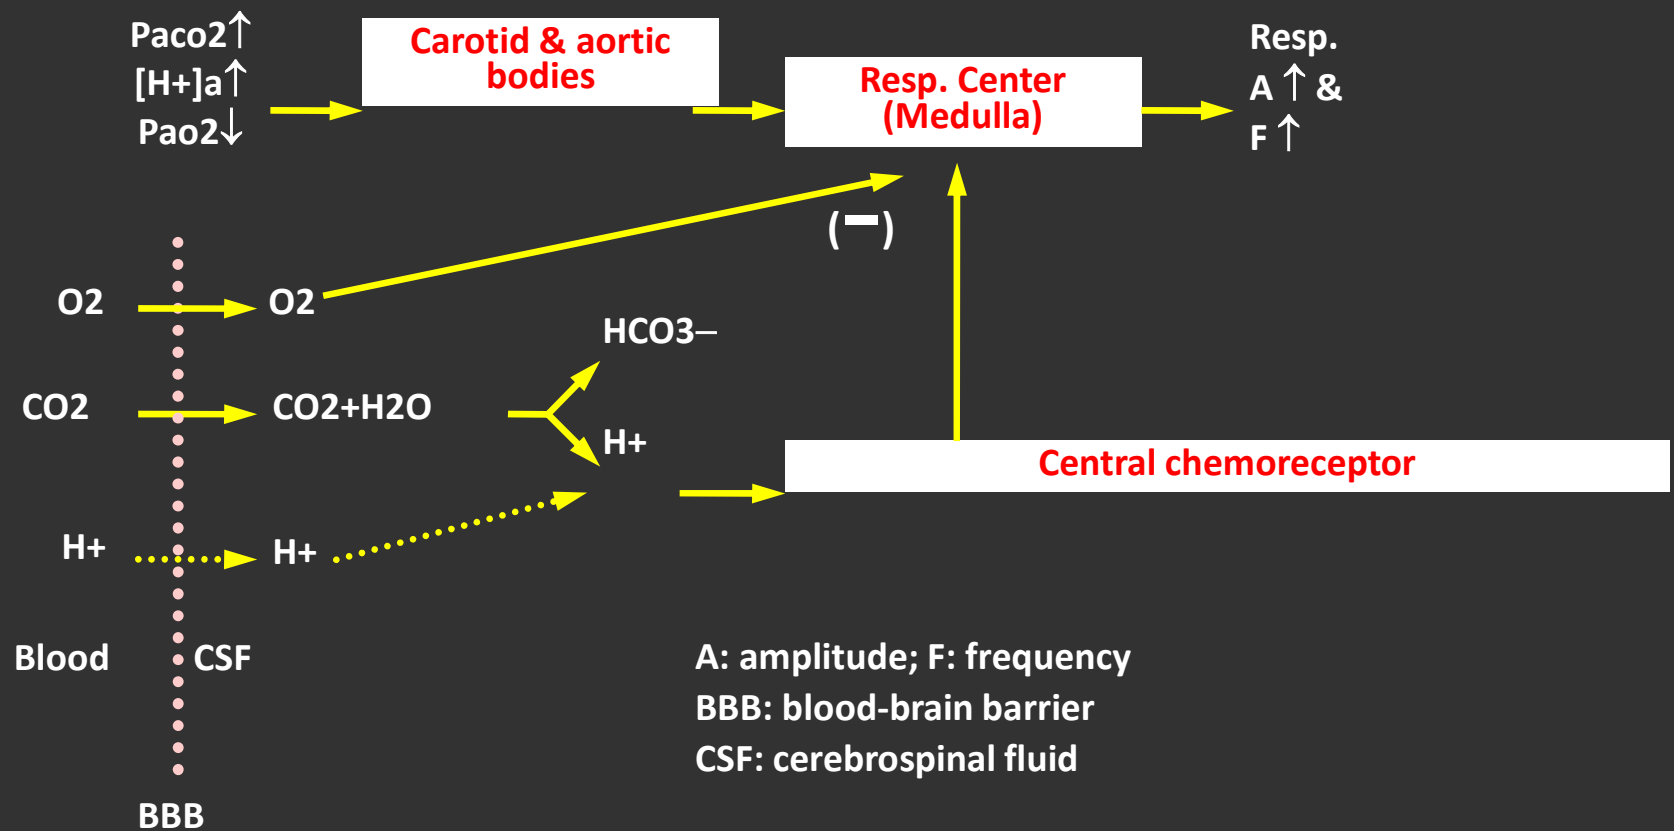 Paco2↑
[H+]a↑
Pao2↓
Carotid & aortic
bodies
Resp. Center
(Medulla)
Resp.
A ↑ &
F ↑
(−)
O2
O2
HCO3–
CO2
CO2+H2O
H+
Central chemoreceptor
H+
H+
Blood
CSF
A: amplitude; F: frequency
BBB: blood-brain barrier
CSF: cerebrospinal fluid
BBB